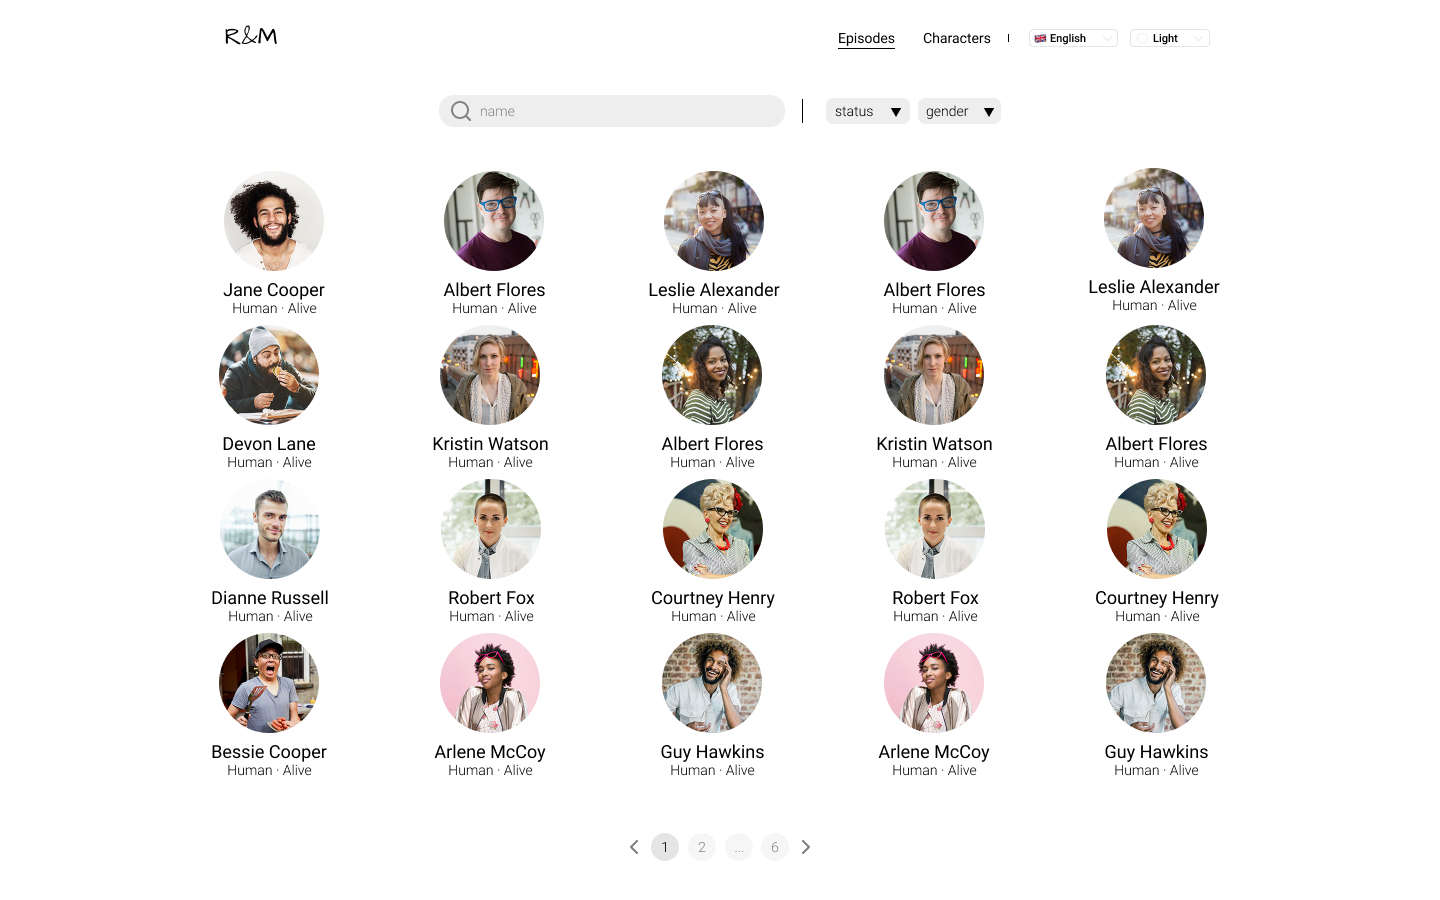 R&M
Episodes Characters English Light
name status gender
Jane Cooper Albert Flores Leslie Alexander Albert Flores Leslie Alexander
Human · Alive Human · Alive Human · Alive Human · Alive Human · Alive
Devon Lane Kristin Watson Albert Flores Kristin Watson Albert Flores
Human · Alive Human · Alive Human · Alive Human · Alive Human · Alive
Dianne Russell Robert Fox Courtney Henry Robert Fox Courtney Henry
Human · Alive Human · Alive Human · Alive Human · Alive Human · Alive
Bessie Cooper Arlene McCoy Guy Hawkins Arlene McCoy Guy Hawkins
Human · Alive Human · Alive Human · Alive Human · Alive Human · Alive
1 2 ... 6